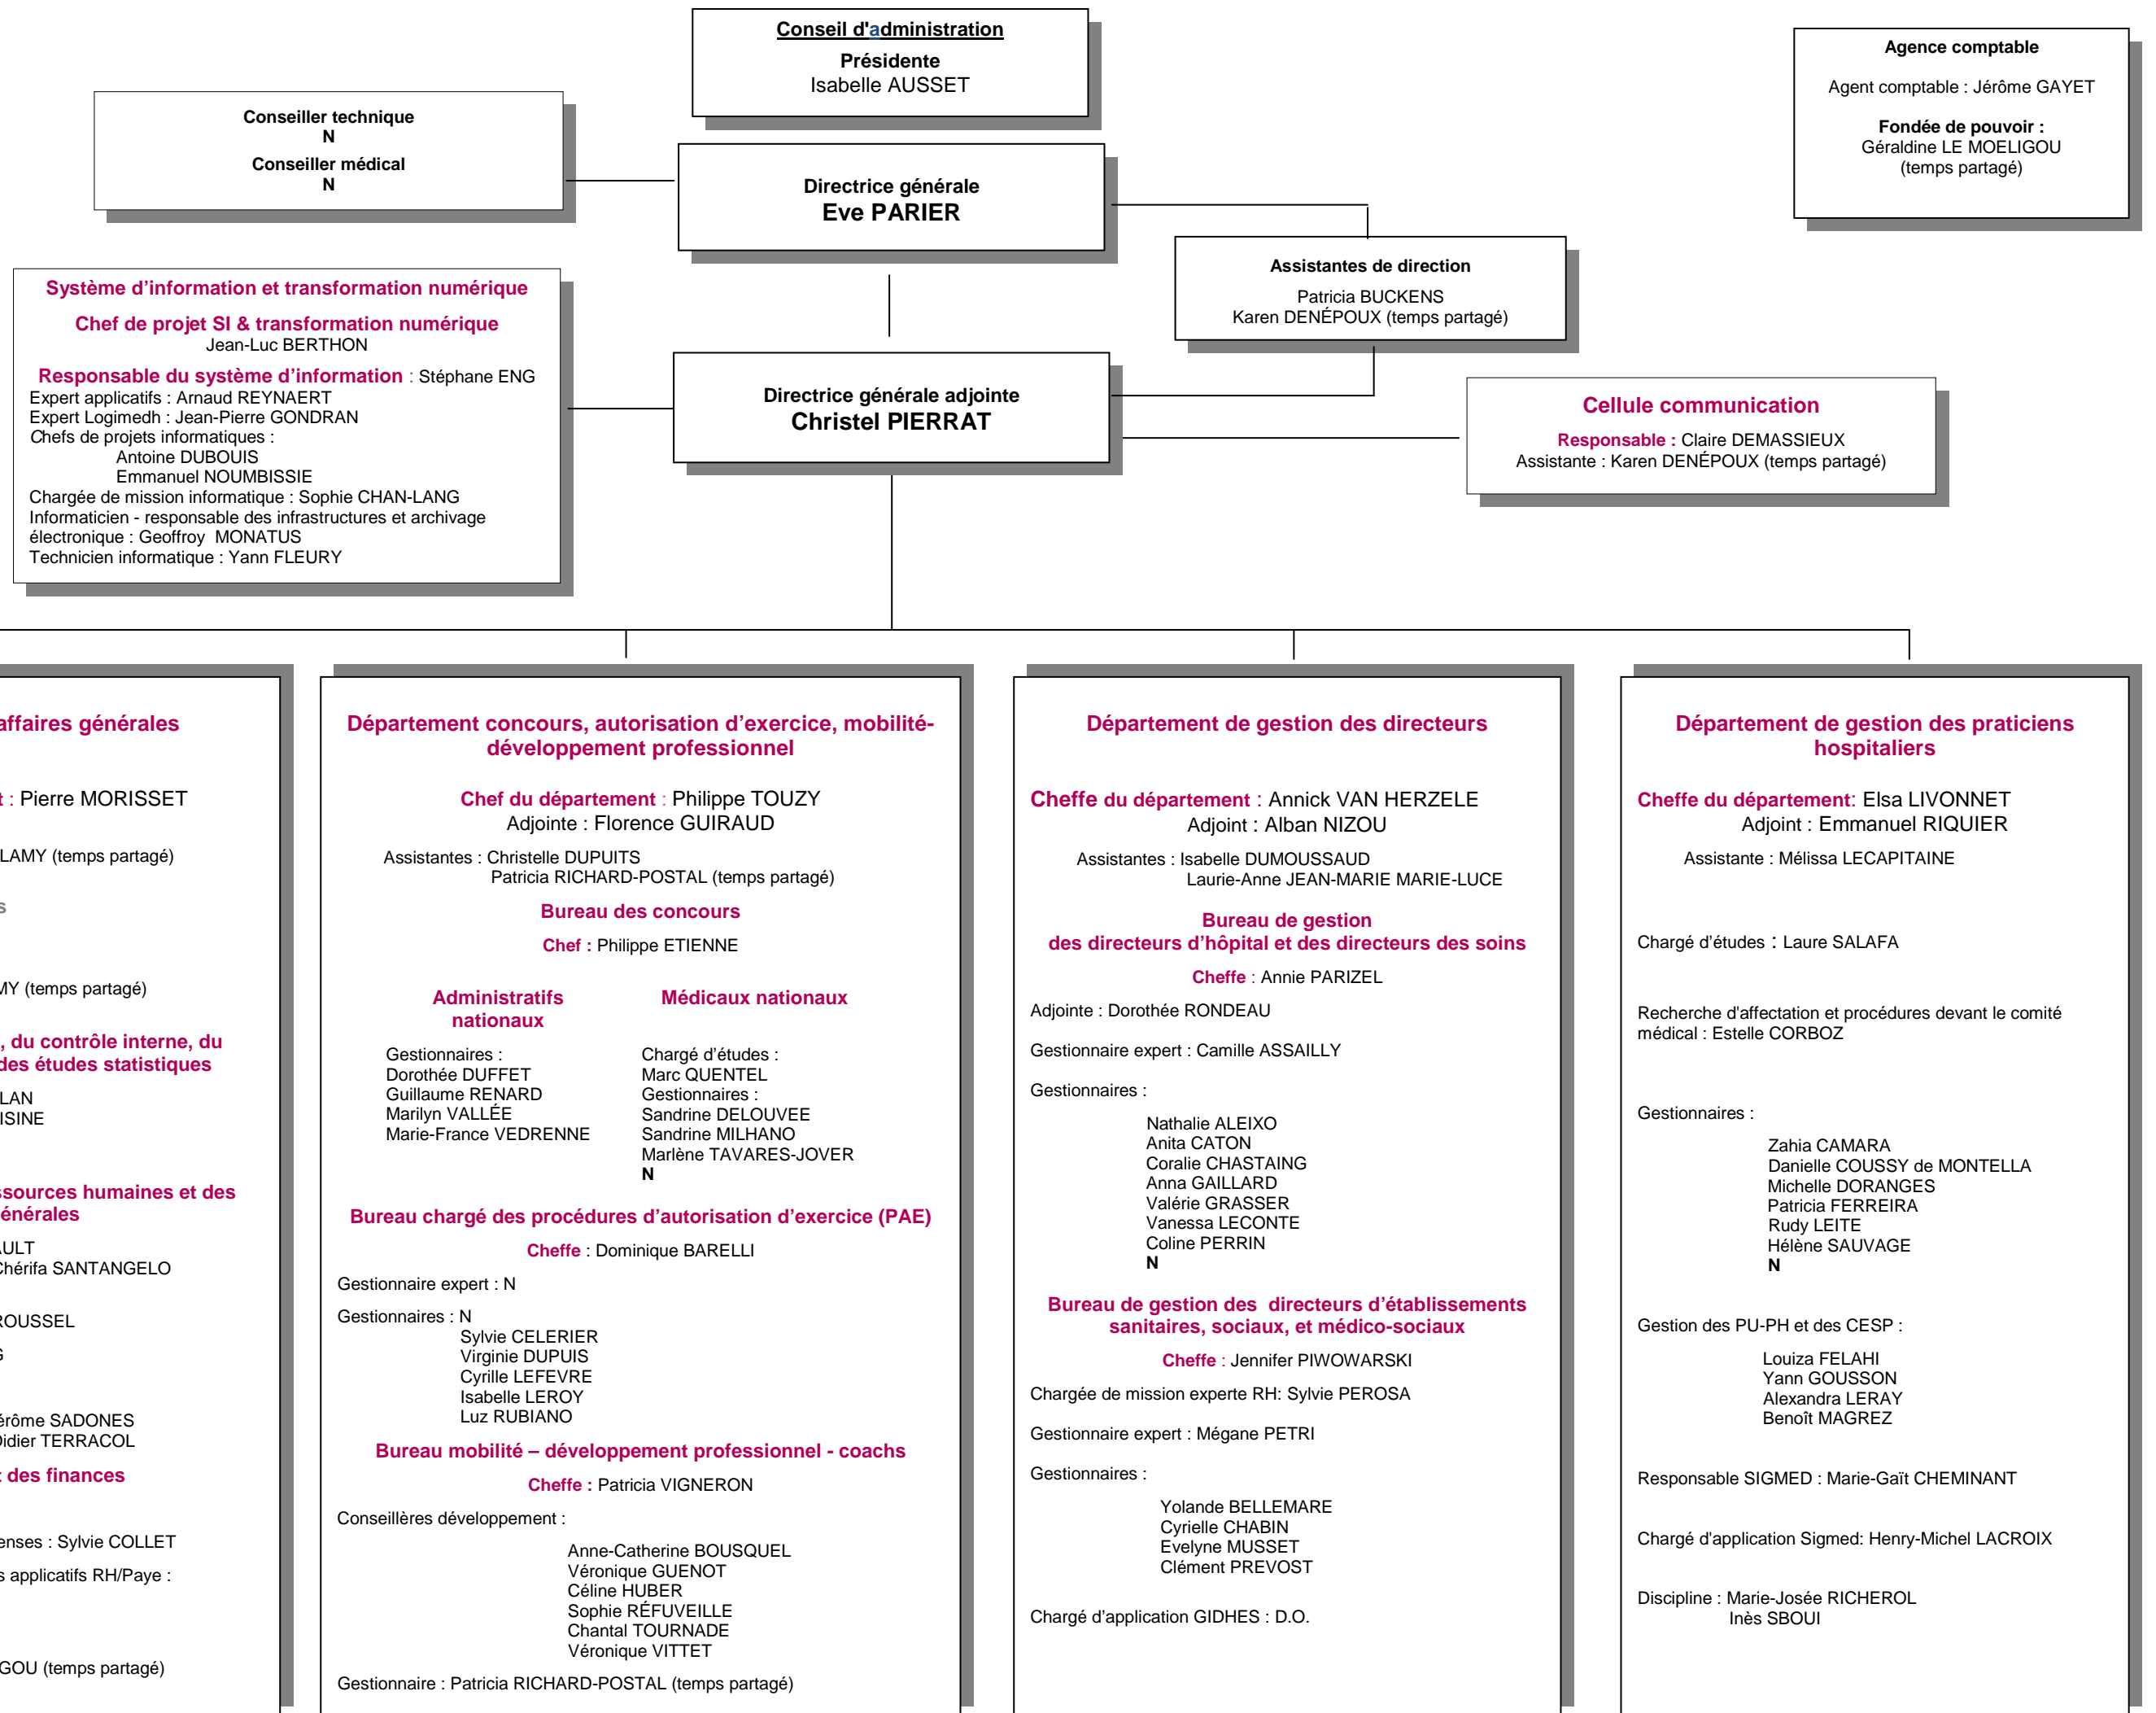 Conseil d'administration
Présidente
Isabelle AUSSET
Agence comptable
Agent comptable : Jérôme GAYET
Fondée de pouvoir :
Géraldine LE MOELIGOU
(temps partagé)
Conseiller technique
N
Conseiller médical
N
Directrice générale
Eve PARIER
Assistantes de direction
Patricia BUCKENS
Karen DENÉPOUX (temps partagé)
Système d’information et transformation numérique
Chef de projet SI & transformation numérique
Jean-Luc BERTHON
Responsable du système d’information : Stéphane ENG
Expert applicatifs : Arnaud REYNAERT
Expert Logimedh : Jean-Pierre GONDRAN
Chefs de projets informatiques :
Antoine DUBOUIS
Emmanuel NOUMBISSIE
Chargée de mission informatique : Sophie CHAN-LANG
Informaticien - responsable des infrastructures et archivage
électronique : Geoffroy MONATUS
Technicien informatique : Yann FLEURY
Directrice générale adjointe
Christel PIERRAT
Cellule communication
Responsable : Claire DEMASSIEUX
Assistante : Karen DENÉPOUX (temps partagé)
affaires générales
: Pierre MORISSET
LAMY (temps partagé)
(temps partagé)
, du contrôle interne, du
des études statistiques
LAN
ISINE
ssources humaines et des
énérales
AULT
Chérifa SANTANGELO
ROUSSEL
G
érôme SADONES
Didier TERRACOL
des finances
enses : Sylvie COLLET
s applicatifs RH/Paye :
GOU (temps partagé)
Département concours, autorisation d’exercice, mobilité-
développement professionnel
Chef du département : Philippe TOUZY
Adjointe : Florence GUIRAUD
Assistantes : Christelle DUPUITS
Patricia RICHARD-POSTAL (temps partagé)
Bureau des concours
Chef : Philippe ETIENNE
Administratifs
nationaux
Gestionnaires :
Dorothée DUFFET
Guillaume RENARD
Marilyn VALLÉE
Marie-France VEDRENNE
Médicaux nationaux
Chargé d’études :
Marc QUENTEL
Gestionnaires :
Sandrine DELOUVEE
Sandrine MILHANO
Marlène TAVARES-JOVER
N
Bureau chargé des procédures d’autorisation d’exercice (PAE)
Cheffe : Dominique BARELLI
Gestionnaire expert : N
Gestionnaires : N
Sylvie CELERIER
Virginie DUPUIS
Cyrille LEFEVRE
Isabelle LEROY
Luz RUBIANO
Bureau mobilité – développement professionnel - coachs
Cheffe : Patricia VIGNERON
Conseillères développement :
Anne-Catherine BOUSQUEL
Véronique GUENOT
Céline HUBER
Sophie RÉFUVEILLE
Chantal TOURNADE
Véronique VITTET
Gestionnaire : Patricia RICHARD-POSTAL (temps partagé)
Département de gestion des directeurs
Cheffe du département : Annick VAN HERZELE
Adjoint : Alban NIZOU
Assistantes : Isabelle DUMOUSSAUD
Laurie-Anne JEAN-MARIE MARIE-LUCE
Bureau de gestion
des directeurs d’hôpital et des directeurs des soins
Cheffe : Annie PARIZEL
Adjointe : Dorothée RONDEAU
Gestionnaire expert : Camille ASSAILLY
Gestionnaires :
Nathalie ALEIXO
Anita CATON
Coralie CHASTAING
Anna GAILLARD
Valérie GRASSER
Vanessa LECONTE
Coline PERRIN
N
Bureau de gestion des directeurs d’établissements
sanitaires, sociaux, et médico-sociaux
Cheffe : Jennifer PIWOWARSKI
Chargée de mission experte RH: Sylvie PEROSA
Gestionnaire expert : Mégane PETRI
Gestionnaires :
Yolande BELLEMARE
Cyrielle CHABIN
Evelyne MUSSET
Clément PREVOST
Chargé d’application GIDHES : D.O.
Département de gestion des praticiens
hospitaliers
Cheffe du département: Elsa LIVONNET
Adjoint : Emmanuel RIQUIER
Assistante : Mélissa LECAPITAINE
Chargé d’études : Laure SALAFA
Recherche d'affectation et procédures devant le comité
médical : Estelle CORBOZ
Gestionnaires :
Zahia CAMARA
Danielle COUSSY de MONTELLA
Michelle DORANGES
Patricia FERREIRA
Rudy LEITE
Hélène SAUVAGE
N
Gestion des PU-PH et des CESP :
Louiza FELAHI
Yann GOUSSON
Alexandra LERAY
Benoît MAGREZ
Responsable SIGMED : Marie-Gaït CHEMINANT
Chargé d'application Sigmed: Henry-Michel LACROIX
Discipline : Marie-Josée RICHEROL
Inès SBOUI